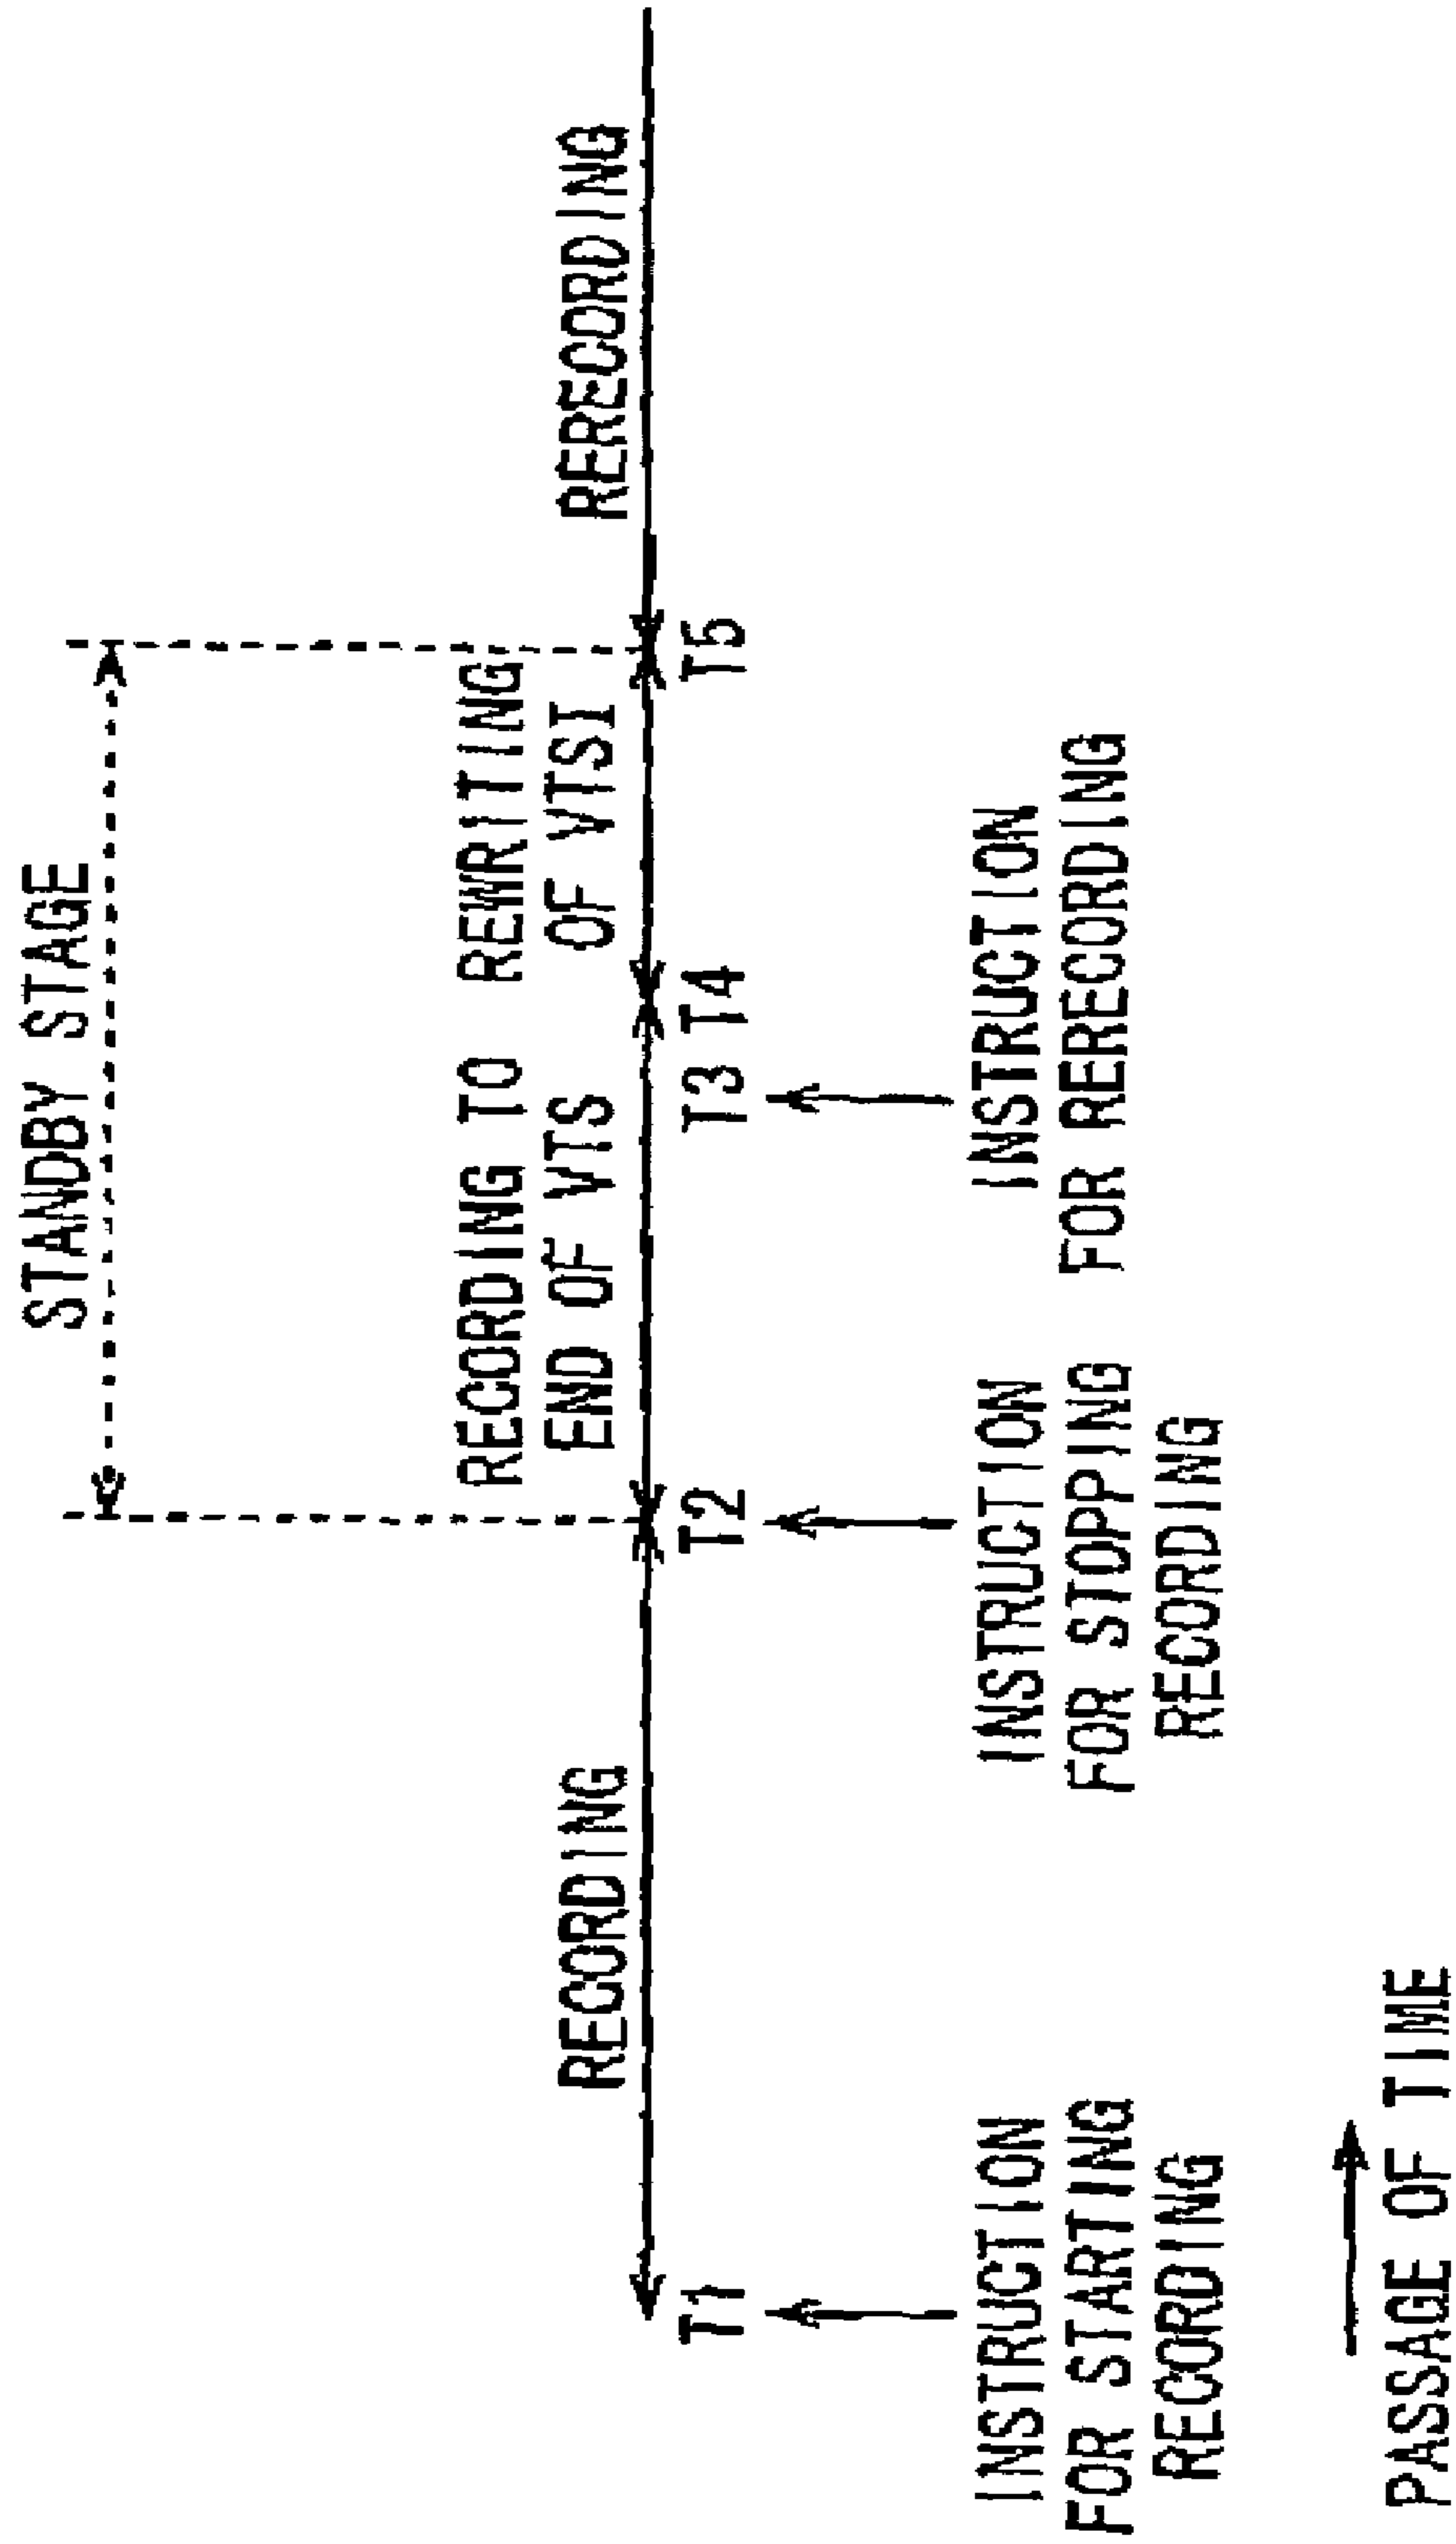 STANDBY STAGE
RECORDING TO
END OF VTS
REWRITING
OF VTSI
RECORDING
RERECORDING
T1
T2
T3
T4
T5
INSTRUCTION
FOR STARTING
RECORDING
INSTRUCTION
FOR STOPPING
RECORDING
INSTRUCTION
FOR RERECORDING
PASSAGE OF TIME